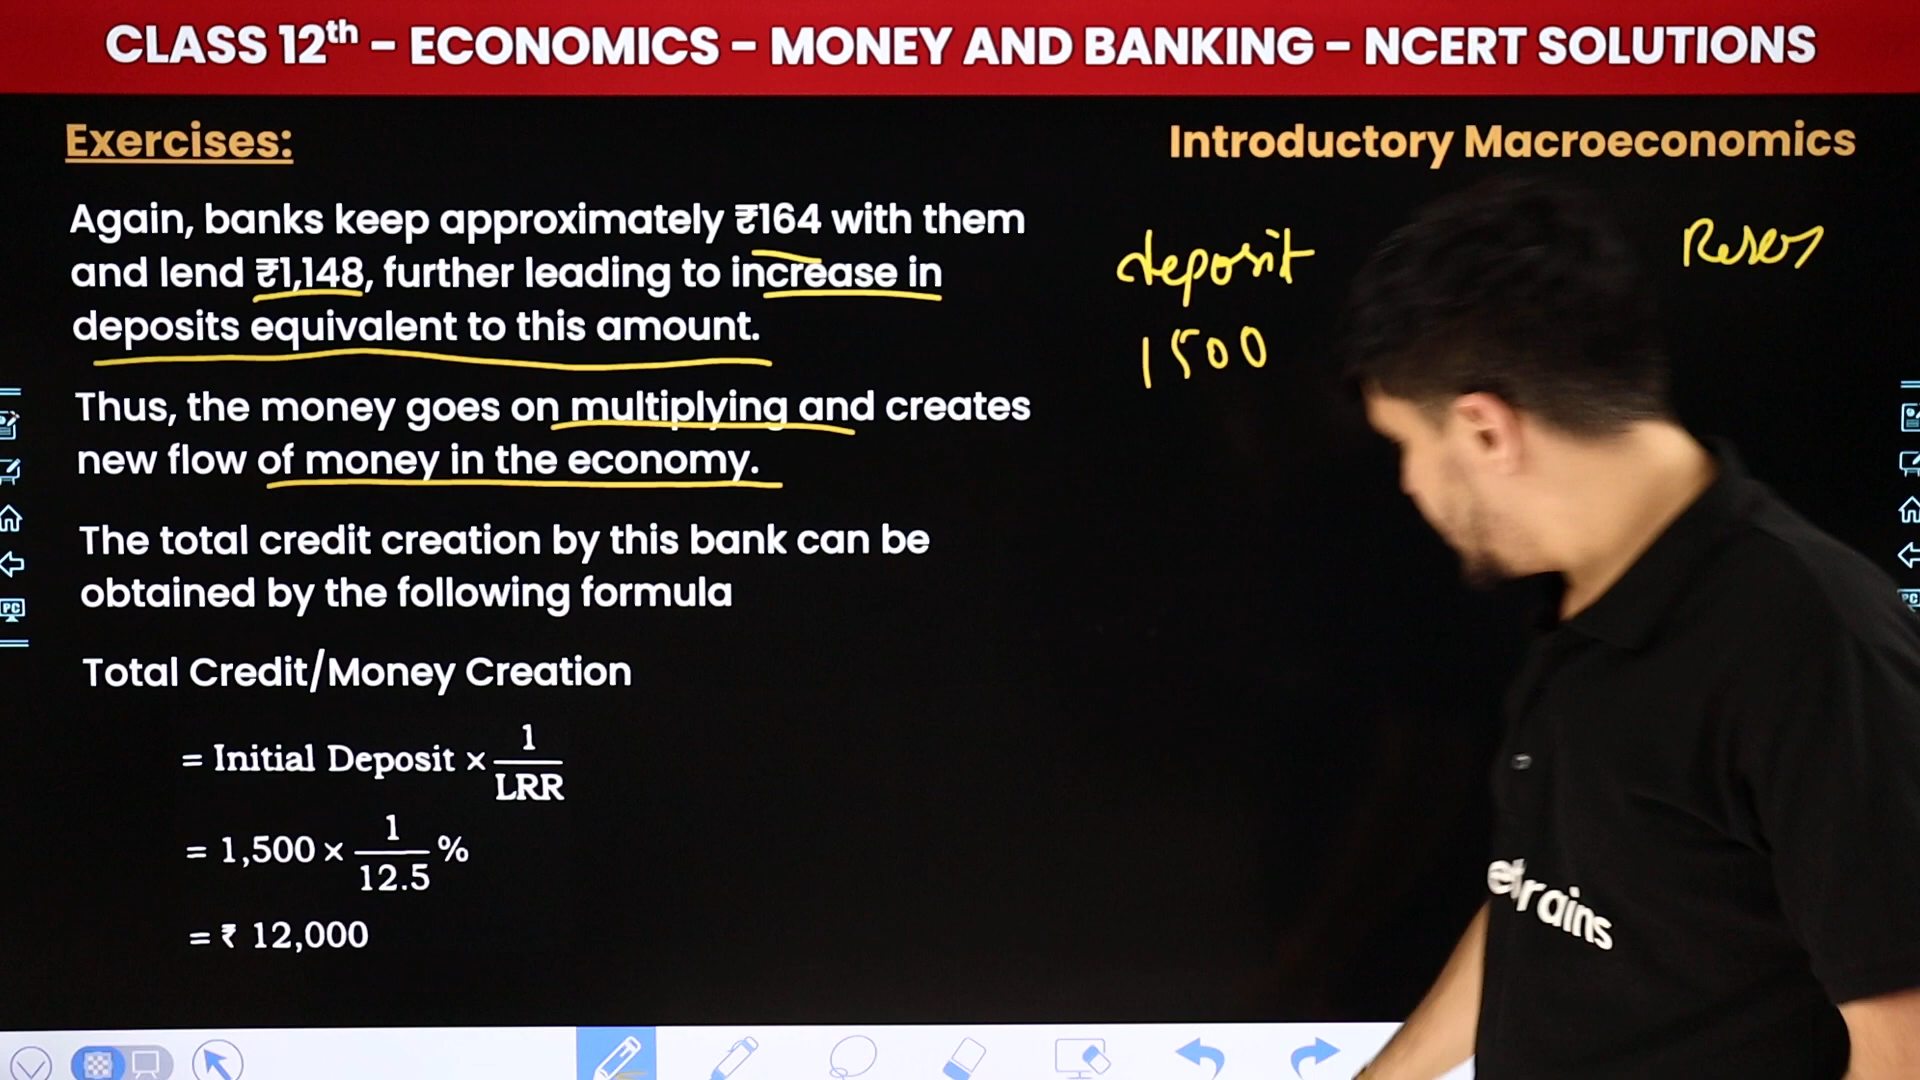 CLASS 12th – ECONOMICS – MONEY AND BANKING – NCERT SOLUTIONS
Exercises:
Introductory Macroeconomics
Again, banks keep approximately ₹164 with them
and lend ₹1,148, further leading to increase in
deposits equivalent to this amount.
Thus, the money goes on multiplying and creates
new flow of money in the economy.
The total credit creation by this bank can be
obtained by the following formula
Total Credit/Money Creation
= Initial Deposit × 1/LRR
= 1,500 × 1/12.5 %
= ₹ 12,000
deposit
1500
Reser
PC
etrains